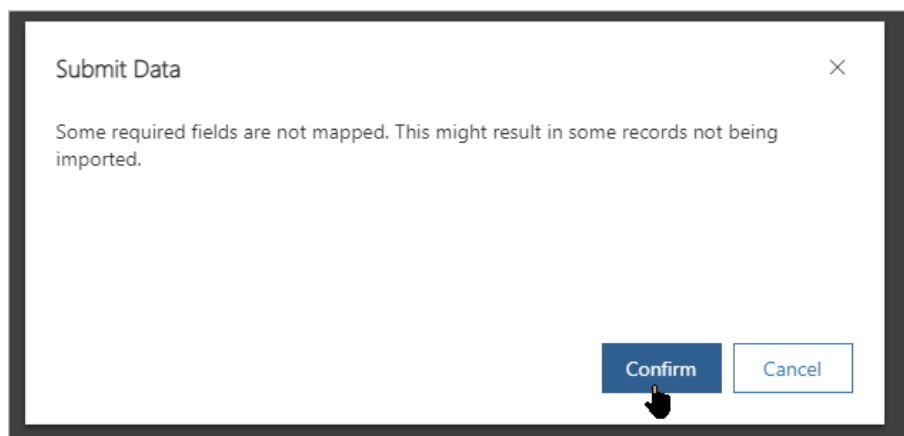 Submit Data
Some required fields are not mapped. This might result in some records not being
imported.
Confirm
Cancel